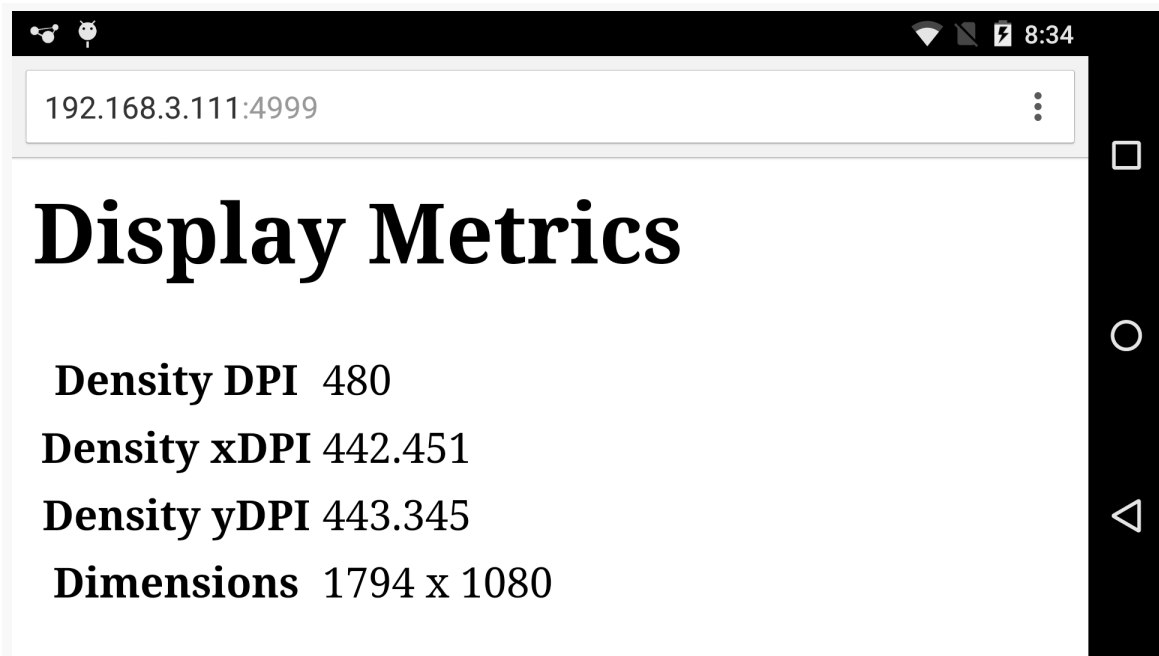 8:34
192.168.3.111:4999
Display Metrics
Density DPI 480
Density xDPI 442.451
Density yDPI 443.345
Dimensions 1794 x 1080